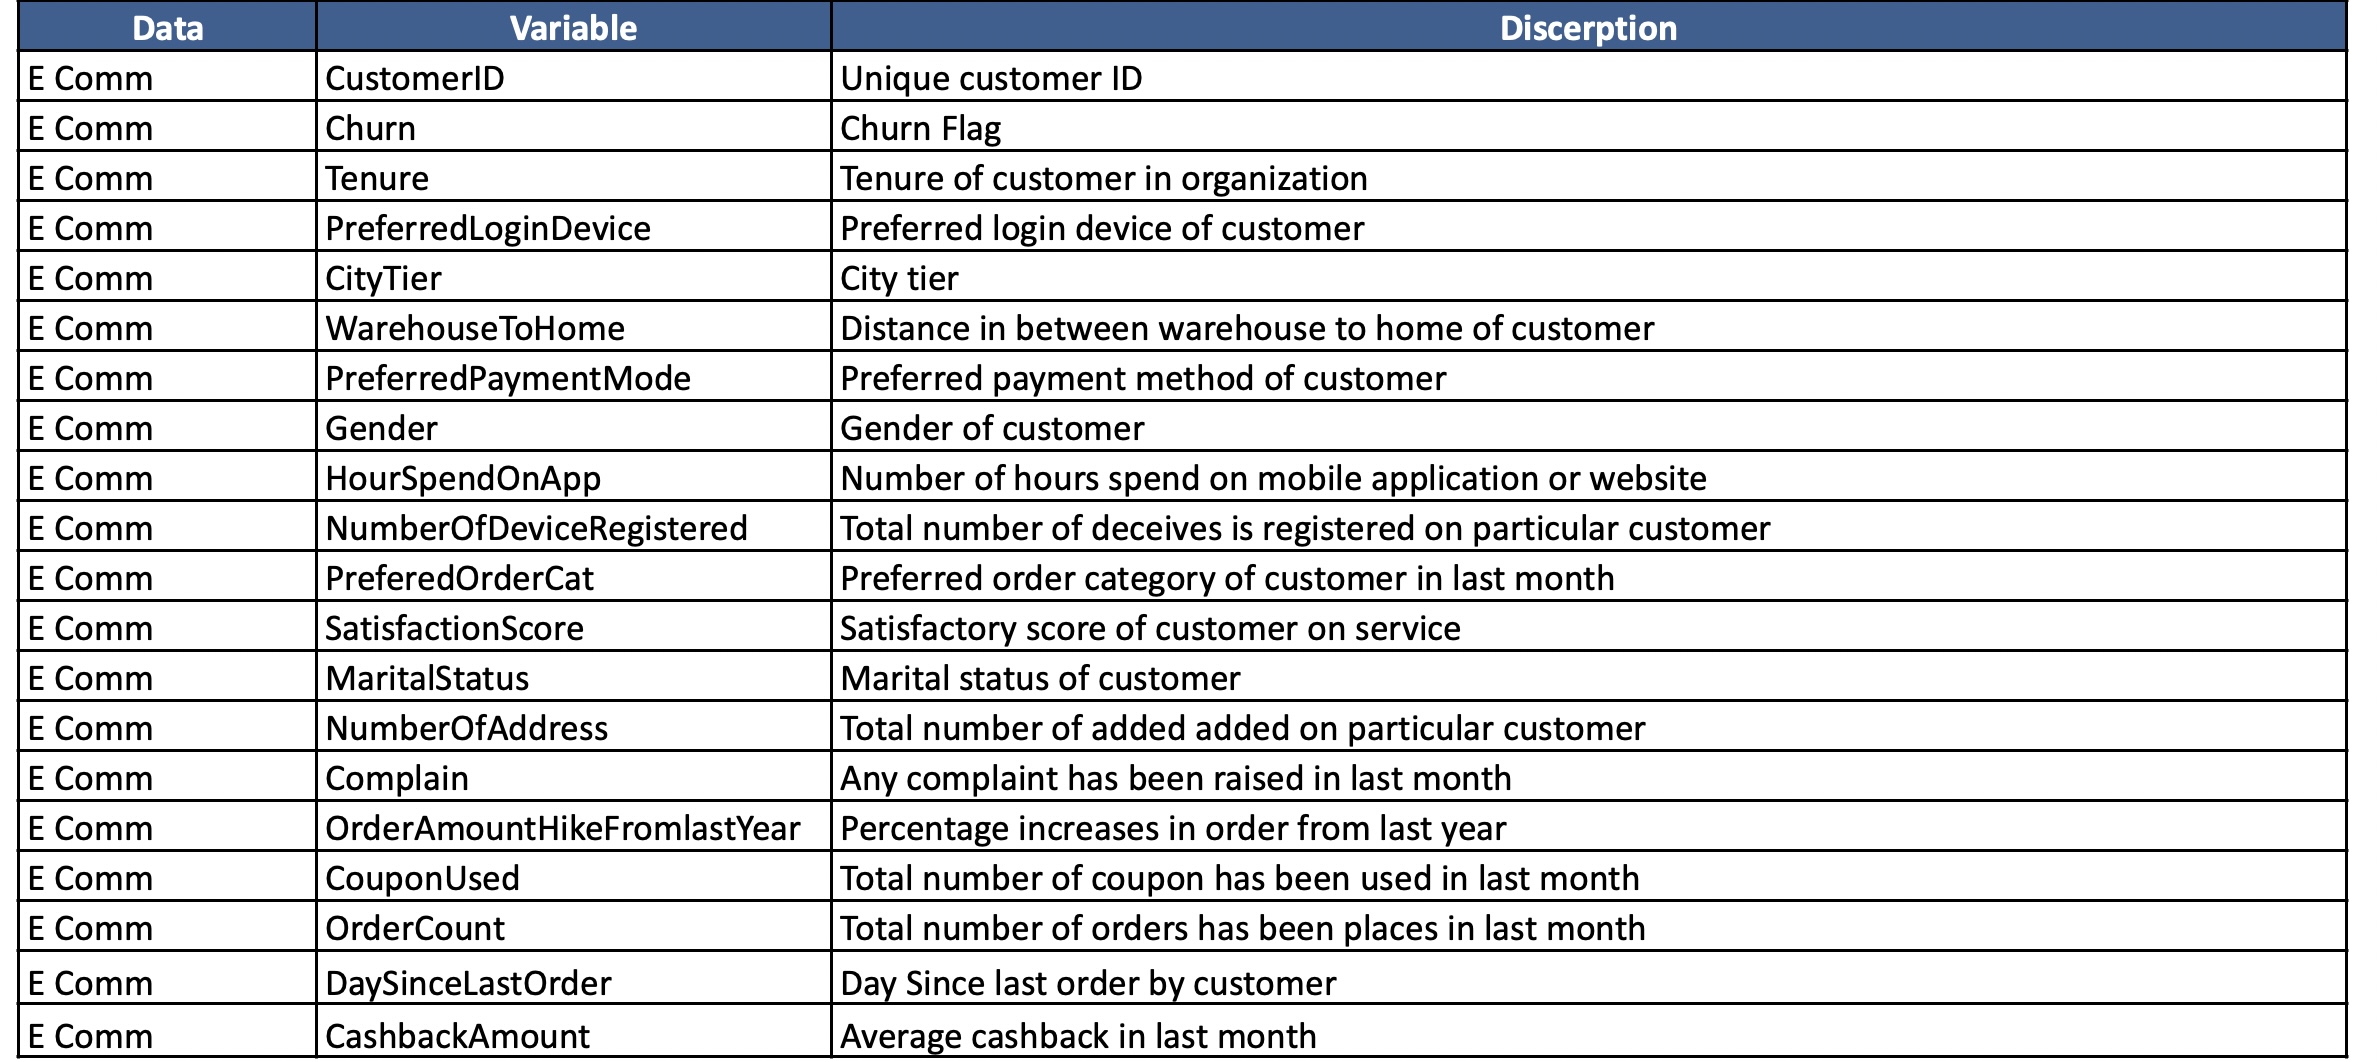 Data Variable Discerption
E Comm CustomerID Unique customer ID
E Comm Churn Churn Flag
E Comm Tenure Tenure of customer in organization
E Comm PreferredLoginDevice Preferred login device of customer
E Comm CityTier City tier
E Comm WarehouseToHome Distance in between warehouse to home of customer
E Comm PreferredPaymentMode Preferred payment method of customer
E Comm Gender Gender of customer
E Comm HourSpendOnApp Number of hours spend on mobile application or website
E Comm NumberOfDeviceRegistered Total number of deceives is registered on particular customer
E Comm PreferedOrderCat Preferred order category of customer in last month
E Comm SatisfactionScore Satisfactory score of customer on service
E Comm MaritalStatus Marital status of customer
E Comm NumberOfAddress Total number of added added on particular customer
E Comm Complain Any complaint has been raised in last month
E Comm OrderAmountHikeFromlastYear Percentage increases in order from last year
E Comm CouponUsed Total number of coupon has been used in last month
E Comm OrderCount Total number of orders has been places in last month
E Comm DaySinceLastOrder Day Since last order by customer
E Comm CashbackAmount Average cashback in last month